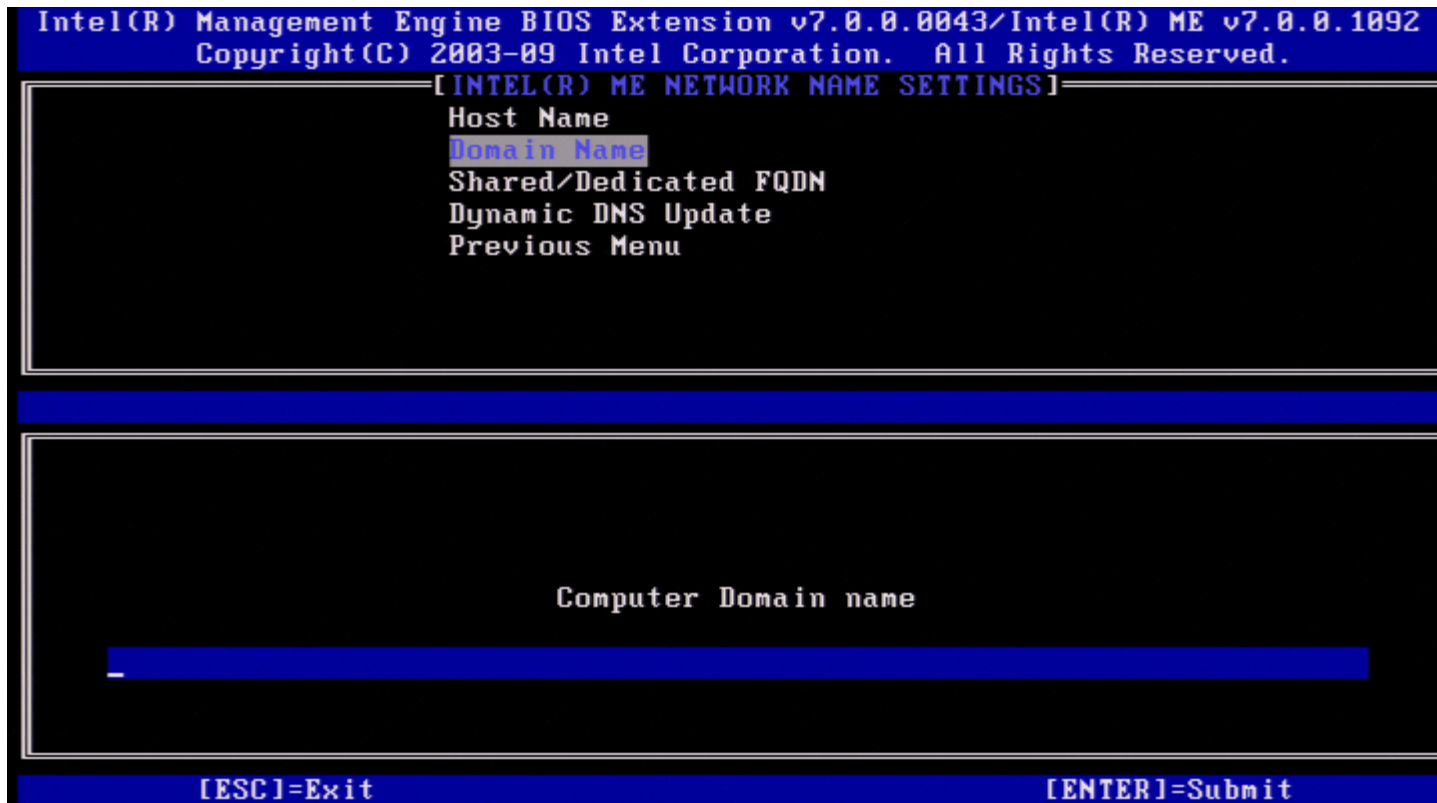 Intel(R) Management Engine BIOS Extension v7.0.0.0043/Intel(R) ME v7.0.0.1092
Copyright(C) 2003-09 Intel Corporation. All Rights Reserved.
[INTEL(R) ME NETWORK NAME SETTINGS]
Host Name
Domain Name
Shared/Dedicated FQDN
Dynamic DNS Update
Previous Menu
Computer Domain name
[ESC]=Exit [ENTER]=Submit